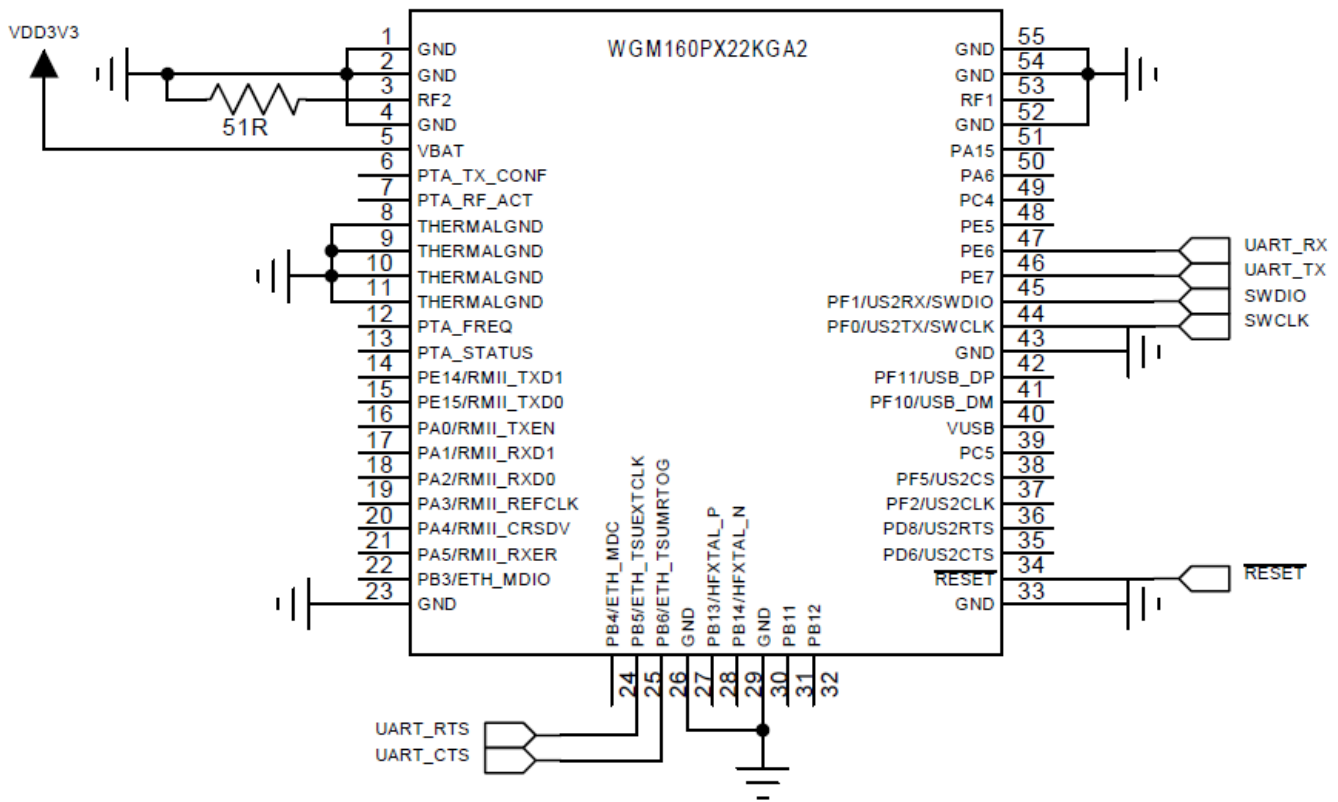 VDD3V3
WGM160PX22KGA2
51R
1 GND
2 GND
3 RF2
4 GND
5 VBAT
6 PTA_TX_CONF
7 PTA_RF_ACT
8 THERMALGND
9 THERMALGND
10 THERMALGND
11 THERMALGND
12 PTA_FREQ
13 PTA_STATUS
14 PE14/RMII_TXD1
15 PE15/RMII_TXD0
16 PA0/RMII_TXEN
17 PA1/RMII_RXD1
18 PA2/RMII_RXD0
19 PA3/RMII_REFCLK
20 PA4/RMII_CRSDV
21 PA5/RMII_RXER
22 PB3/ETH_MDIO
23 GND
PB4/ETH_MDC 24
PB5/ETH_TSUEXTCLK 25
PB6/ETH_TSUMRTOG 26
GND 27
PB13/HFXTAL_P 28
PB14/HFXTAL_N 29
GND 30
PB11 31
PB12 32
GND 55
GND 54
RF1 53
GND 52
PA15 51
PA6 50
PC4 49
PE5 48
PE6 47 UART_RX
PE7 46 UART_TX
PF1/US2RX/SWDIO 45 SWDIO
PF0/US2TX/SWCLK 44 SWCLK
GND 43
PF11/USB_DP 42
PF10/USB_DM 41
VUSB 40
PC5 39
PF5/US2CS 38
PF2/US2CLK 37
PD8/US2RTS 36
PD6/US2CTS 35
RESET 34 RESET
GND 33
UART_RTS
UART_CTS